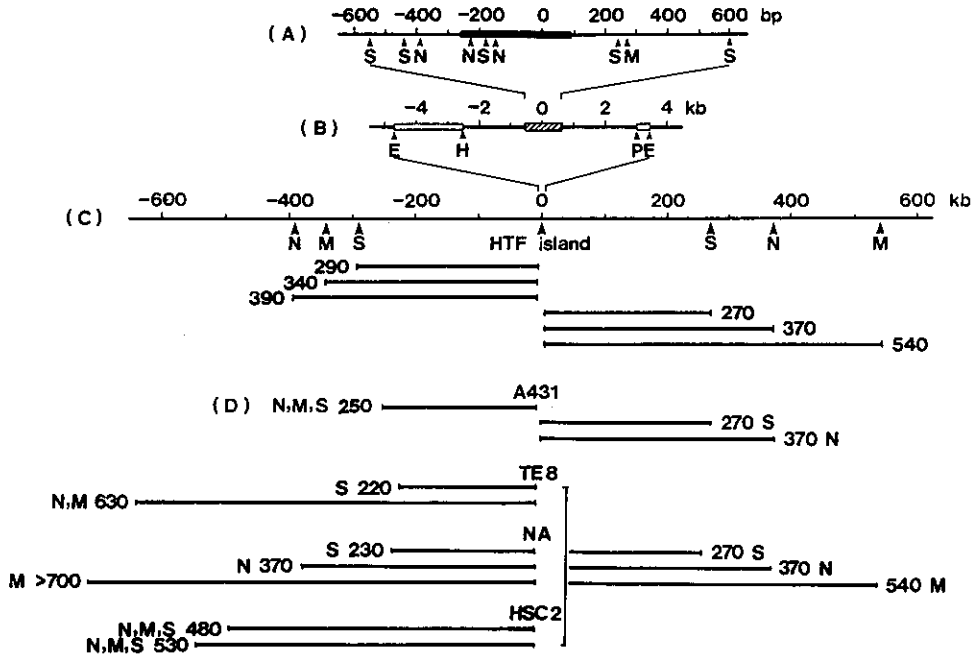 -600 -400 -200 0 200 400 600 bp
(A)
S S N N S N S M S
-4 -2 0 2 4 kb
(B)
E H P E
-600 -400 -200 0 200 400 600 kb
(C)
N M S HTF island S N M
290
340
390
270
370
540
A431
(D) N,M,S 250
270 S
370 N
TE8
S 220
N,M 630
NA
S 230 270 S
N 370 370 N
M >700 540 M
HSC2
N,M,S 480
N,M,S 530